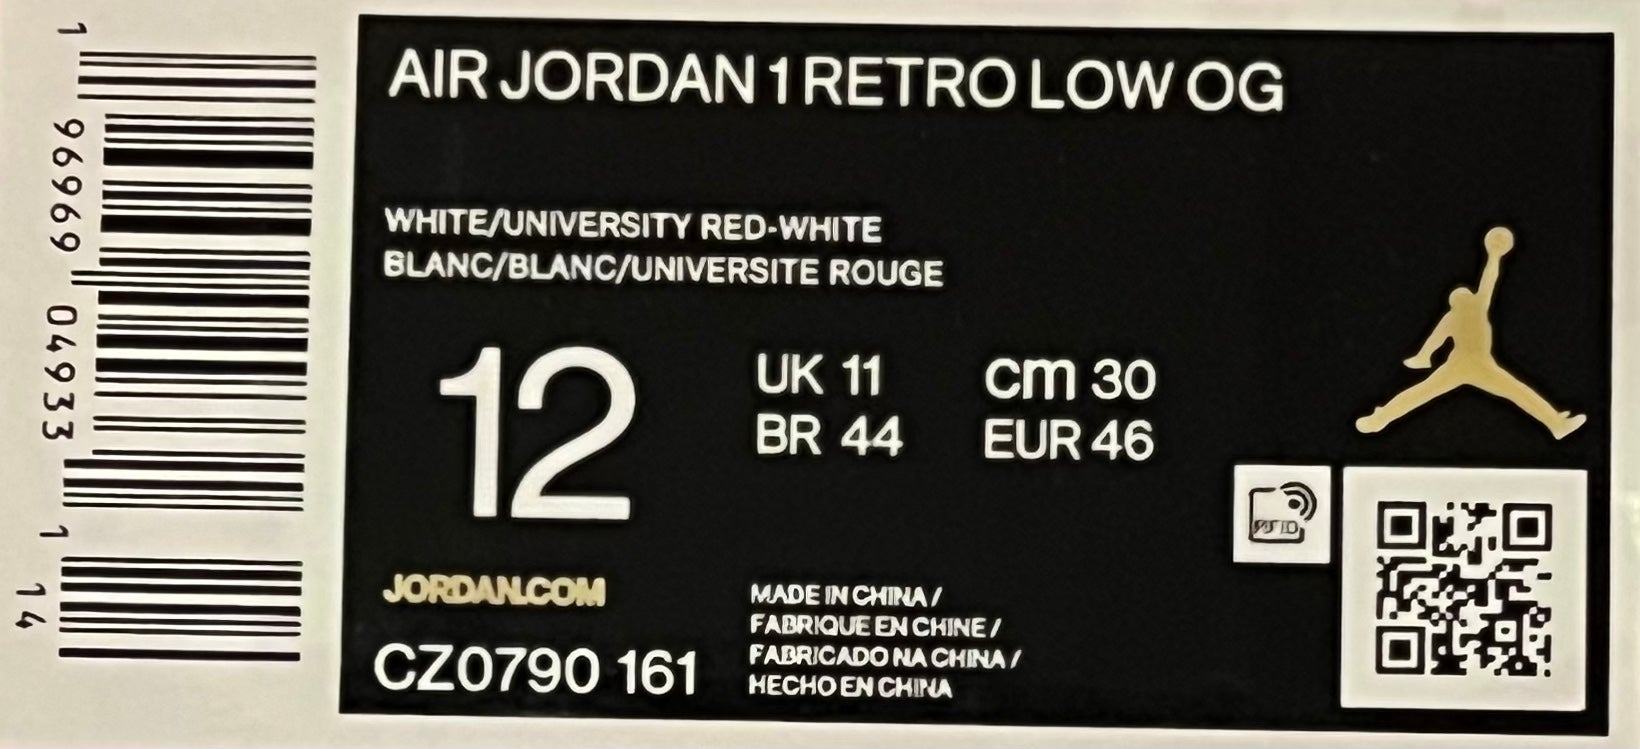 AIR JORDAN 1 RETRO LOW OG
WHITE/UNIVERSITY RED-WHITE
BLANC/BLANC/UNIVERSITE ROUGE
12
UK 11
cm 30
BR 44
EUR 46
RFID
JORDAN.COM
CZ0790 161
MADE IN CHINA /
FABRIQUE EN CHINE /
FABRICADO NA CHINA /
HECHO EN CHINA
1 96969 04933 1
14